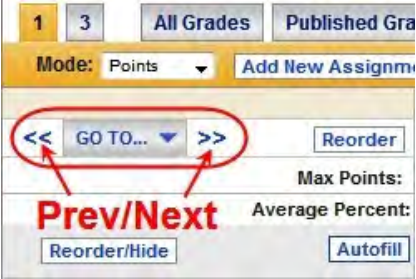 1 3 All Grades Published Gra
Mode: Points Add New Assignm
<< GO TO... >> Reorder
Max Points:
Prev/Next Average Percent:
Reorder/Hide Autofill